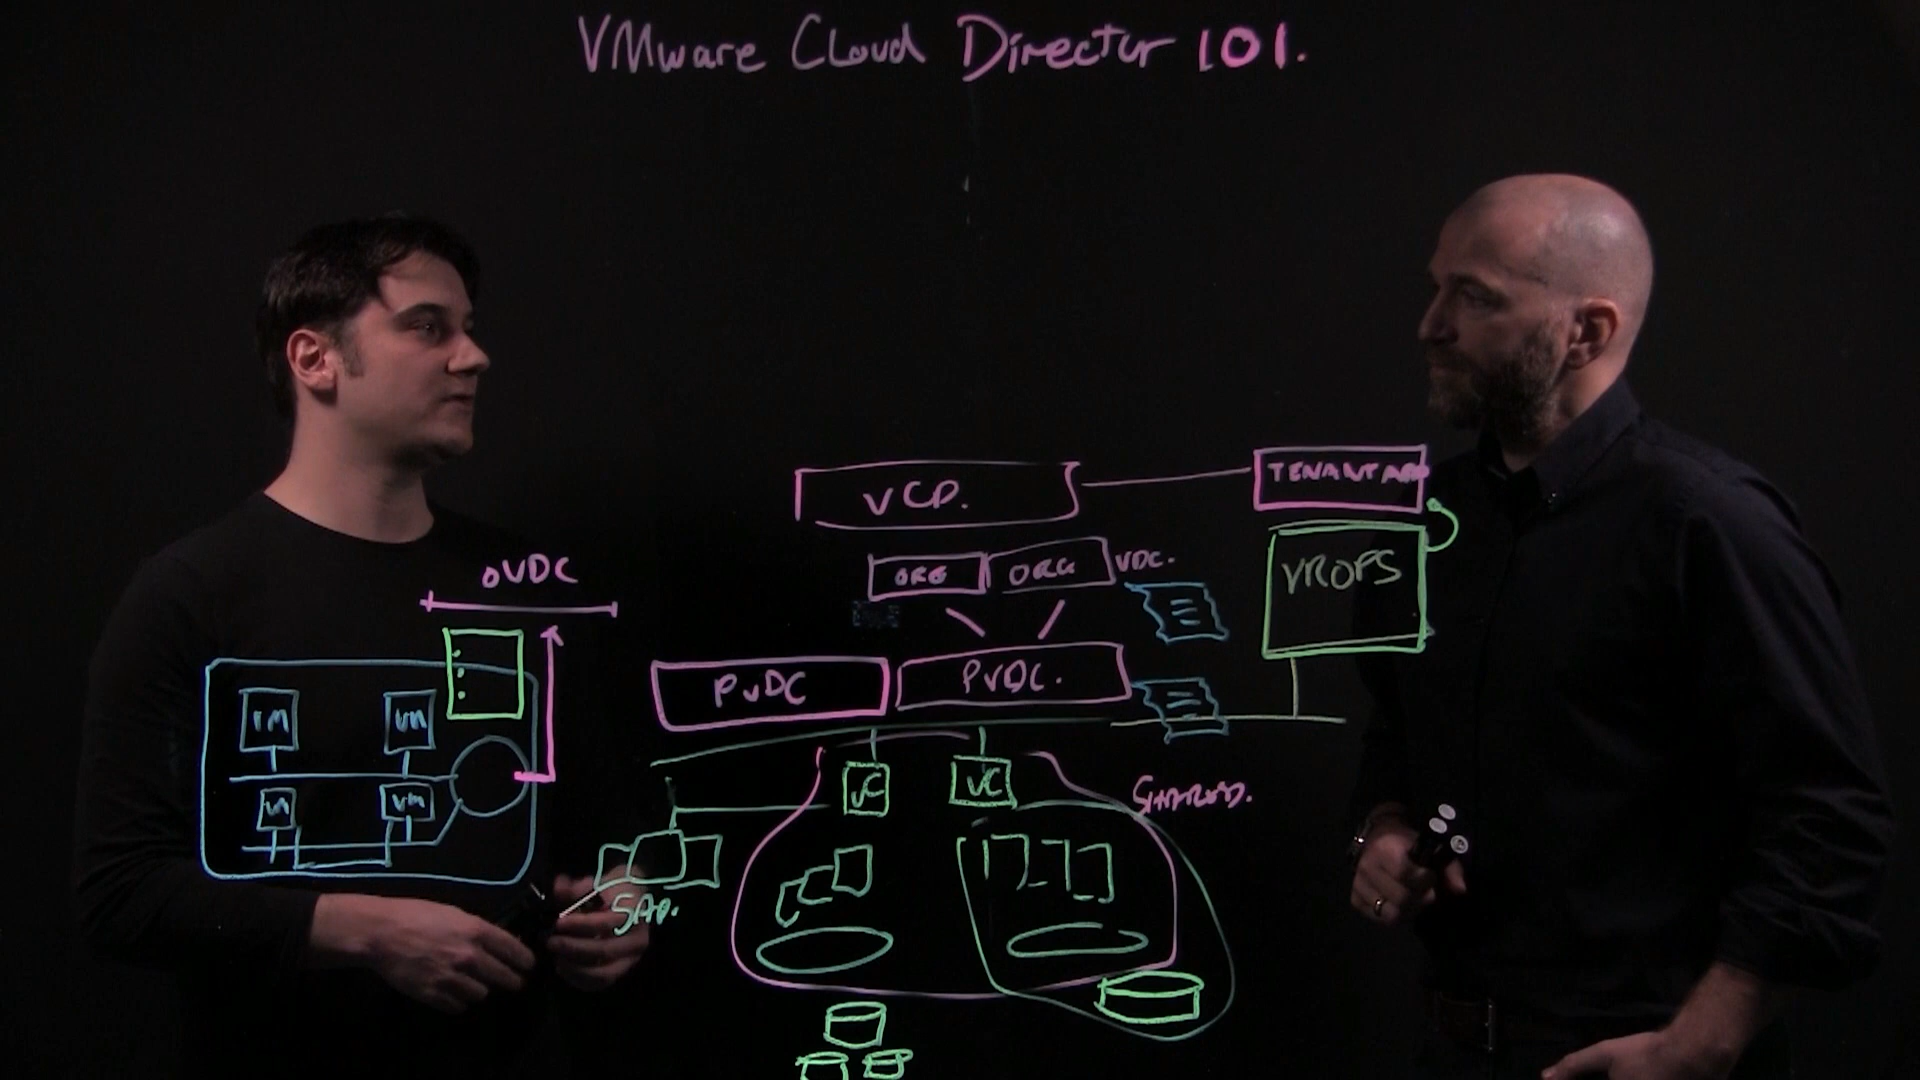 VMware Cloud Director 101.
VCD.
TENANT APP
ORG
ORG
VDC.
VROPS
oVDC
PVDC
PVDC.
VM
VM
VM
VM
VC
VC
SHARED.